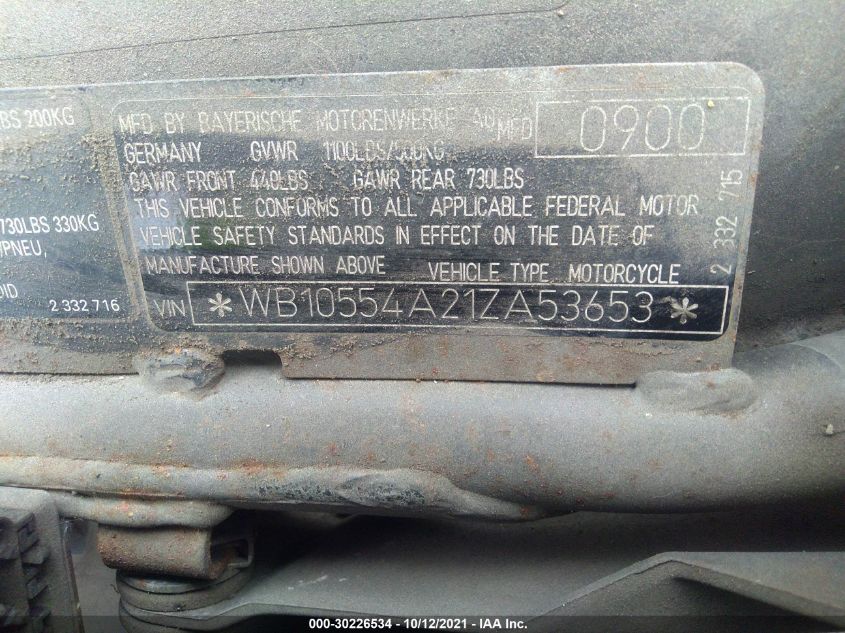 BS 200KG
730LBS 330KG
/PNEU,
DID
2 332 716
MFD BY BAYERISCHE MOTORENWERKE AG MFD 0900
GERMANY GVWR 1100LBS/500KG
GAWR FRONT 440LBS GAWR REAR 730LBS
THIS VEHICLE CONFORMS TO ALL APPLICABLE FEDERAL MOTOR
VEHICLE SAFETY STANDARDS IN EFFECT ON THE DATE OF
MANUFACTURE SHOWN ABOVE VEHICLE TYPE MOTORCYCLE
VIN *WB10554A21ZA53653*
2 332 715
000-30226534 - 10/12/2021 - IAA Inc.